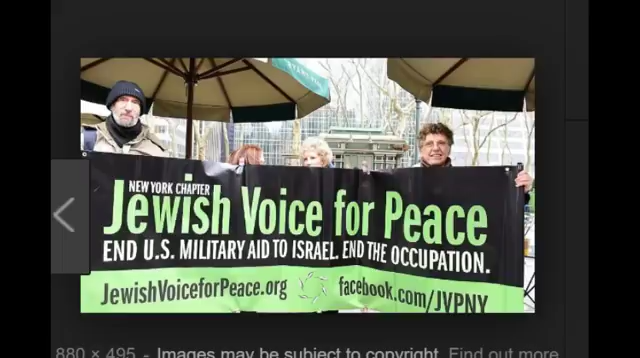 NEW YORK CHAPTER
Jewish Voice for Peace
END U.S. MILITARY AID TO ISRAEL. END THE OCCUPATION.
JewishVoiceforPeace.org facebook.com/JVPNY
880 × 495 - Images may be subject to copyright. Find out more